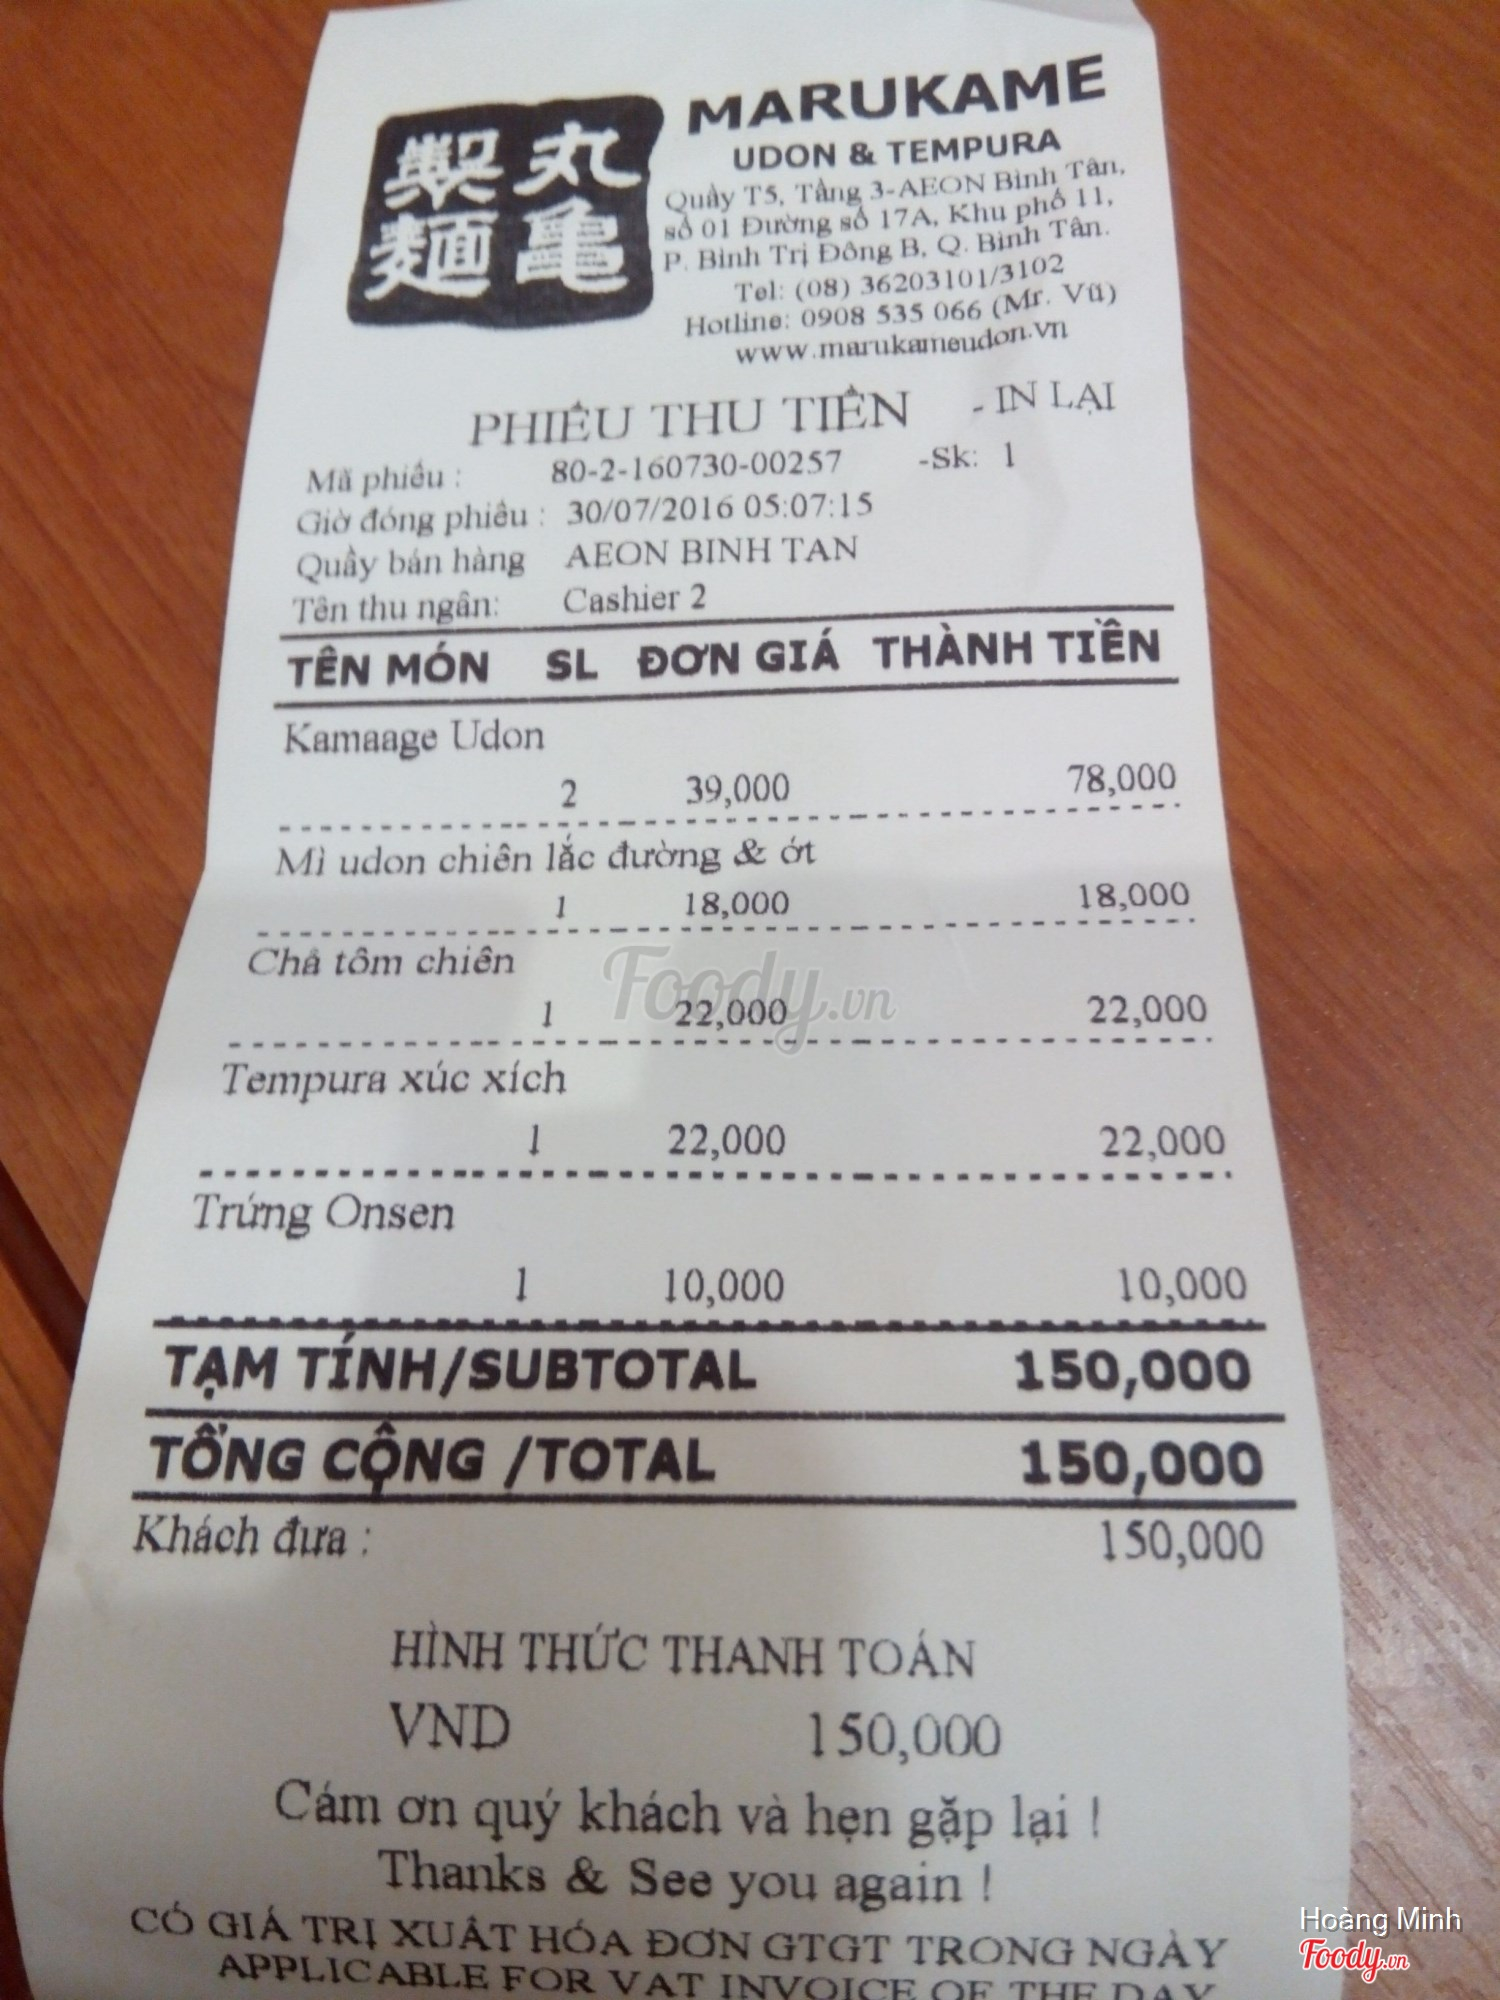 丸亀
製麺
MARUKAME
UDON & TEMPURA
Quầy T5, Tầng 3-AEON Bình Tân,
số 01 Đường số 17A, Khu phố 11,
P. Bình Trị Đông B, Q. Bình Tân.
Tel: (08) 36203101/3102
Hotline: 0908 535 066 (Mr. Vũ)
www.marukameudon.vn
PHIẾU THU TIỀN - IN LẠI
Mã phiếu : 80-2-160730-00257 -Sk: 1
Giờ đóng phiếu : 30/07/2016 05:07:15
Quầy bán hàng AEON BINH TAN
Tên thu ngân: Cashier 2
TÊN MÓN SL ĐƠN GIÁ THÀNH TIỀN
Kamaage Udon
2 39,000 78,000
Mì udon chiên lắc đường & ớt
1 18,000 18,000
Chả tôm chiên
1 22,000 22,000
Tempura xúc xích
1 22,000 22,000
Trứng Onsen
1 10,000 10,000
TẠM TÍNH/SUBTOTAL 150,000
TỔNG CỘNG /TOTAL 150,000
Khách đưa : 150,000
HÌNH THỨC THANH TOÁN
VND 150,000
Cám ơn quý khách và hẹn gặp lại !
Thanks & See you again !
CÓ GIÁ TRỊ XUẤT HÓA ĐƠN GTGT TRONG NGÀY
APPLICABLE FOR VAT INVOICE OF THE DAY
Foody.vn
Hoàng Minh
Foody.vn